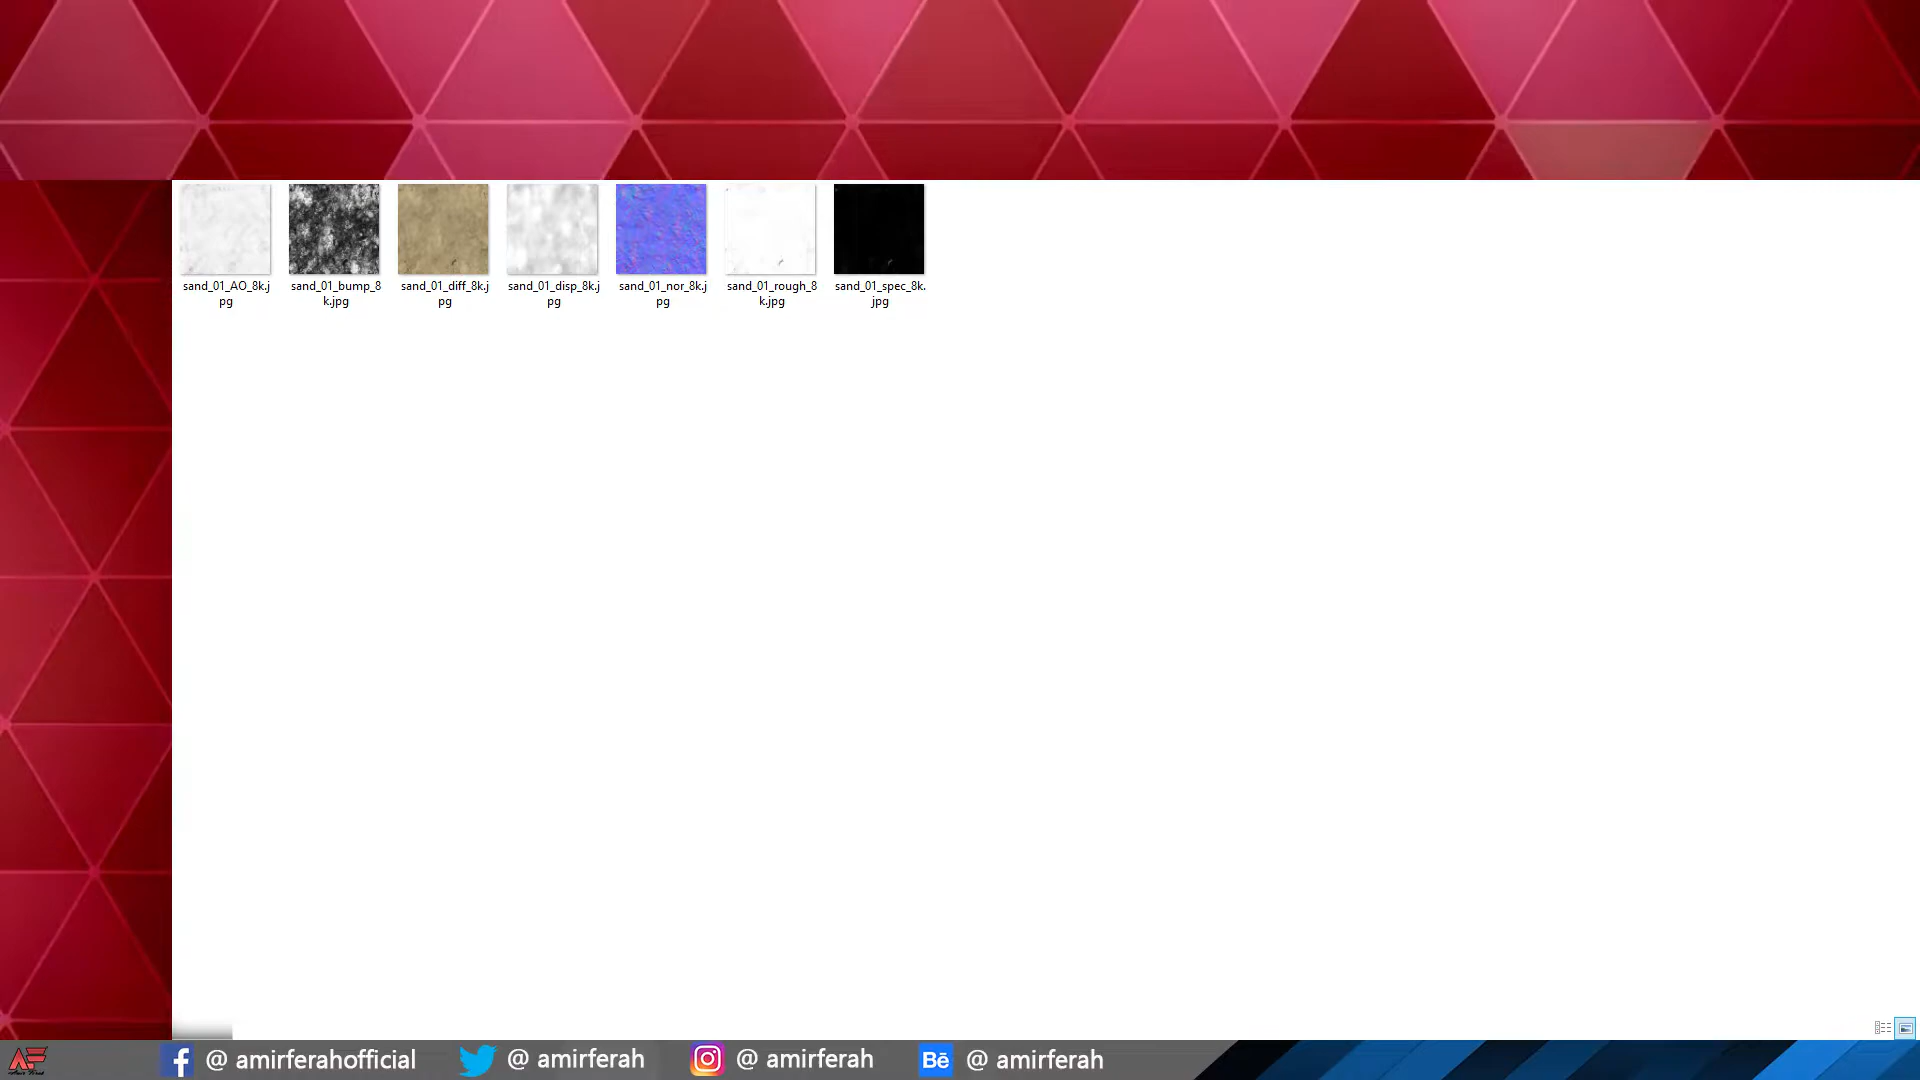 sand_01_AO_8k.j
pg
sand_01_bump_8
k.jpg
sand_01_diff_8k.j
pg
sand_01_disp_8k.j
pg
sand_01_nor_8k.j
pg
sand_01_rough_8
k.jpg
sand_01_spec_8k.
jpg
AF
f @ amirferahofficial
@ amirferah
@ amirferah
Bē @ amirferah